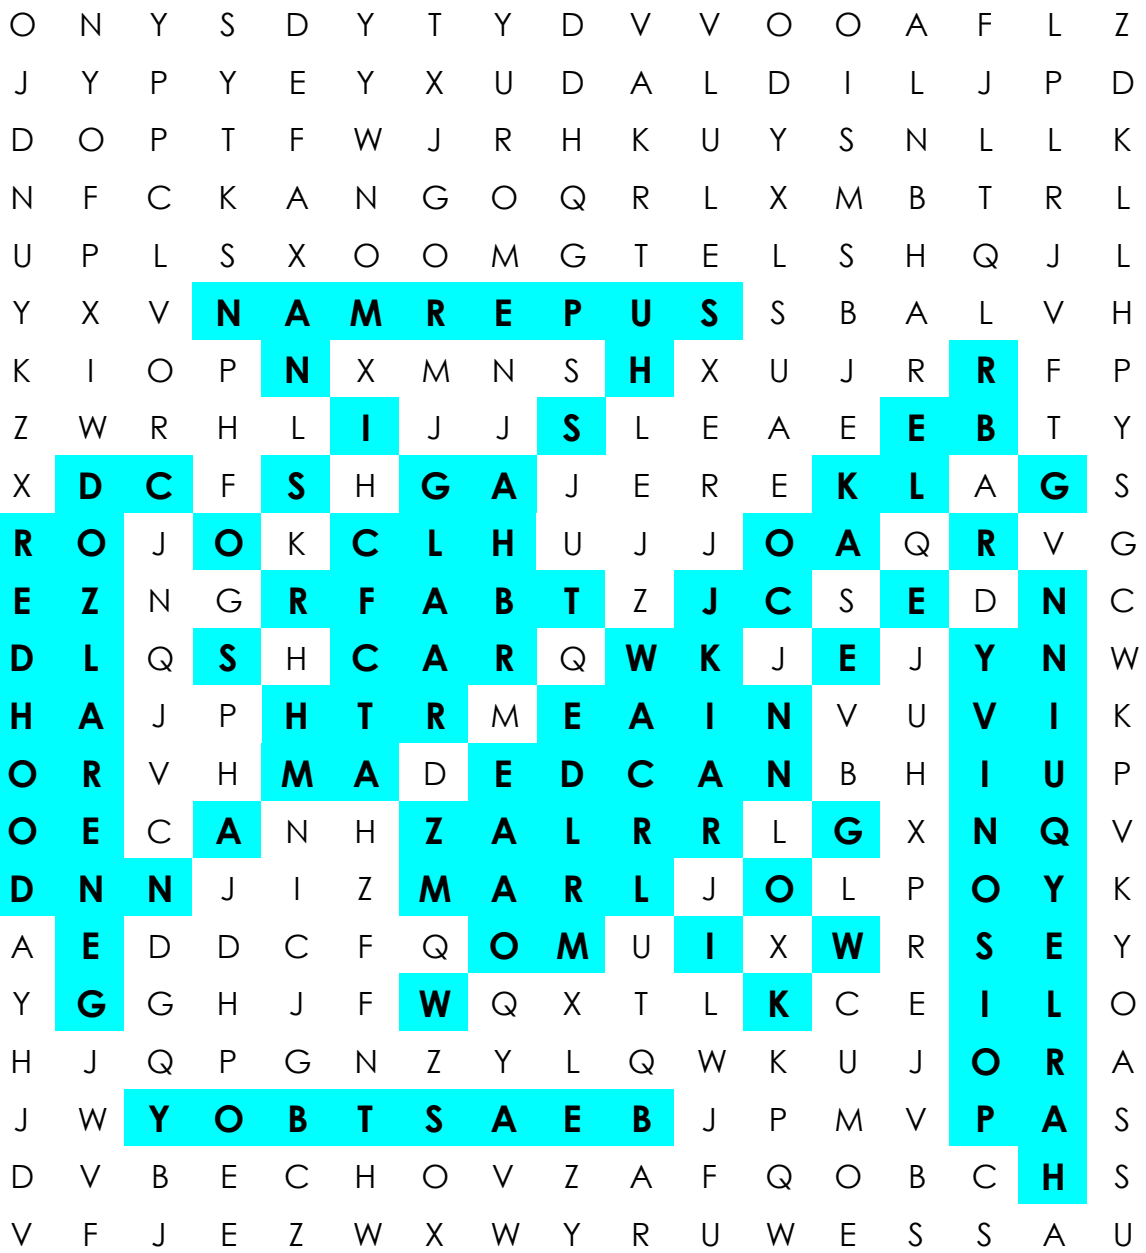 O N Y S D Y T Y D V V O O A F L Z
J Y P Y E Y X U D A L D I L J P D
D O P T F W J R H K U Y S N L L K
N F C K A N G O Q R L X M B T R L
U P L S X O O M G T E L S H Q J L
Y X V N A M R E P U S S B A L V H
K I O P N X M N S H X U J R R F P
Z W R H L I J J S L E A E E B T Y
X D C F S H G A J E R E K L A G S
R O J O K C L H U J J O A Q R V G
E Z N G R F A B T Z J C S E D N C
D L Q S H C A R Q W K J E J Y N W
H A J P H T R M E A I N V U V I K
O R V H M A D E D C A N B H I U P
O E C A N H Z A L R R L G X N Q V
D N N J I Z M A R L J O L P O Y K
A E D D C F Q O M U I X W R S E Y
Y G G H J F W Q X T L K C E I L O
H J Q P G N Z Y L Q W K U J O R A
J W Y O B T S A E B J P M V P A S
D V B E C H O V Z A F Q O B C H S
V F J E Z W X W Y R U W E S S A U